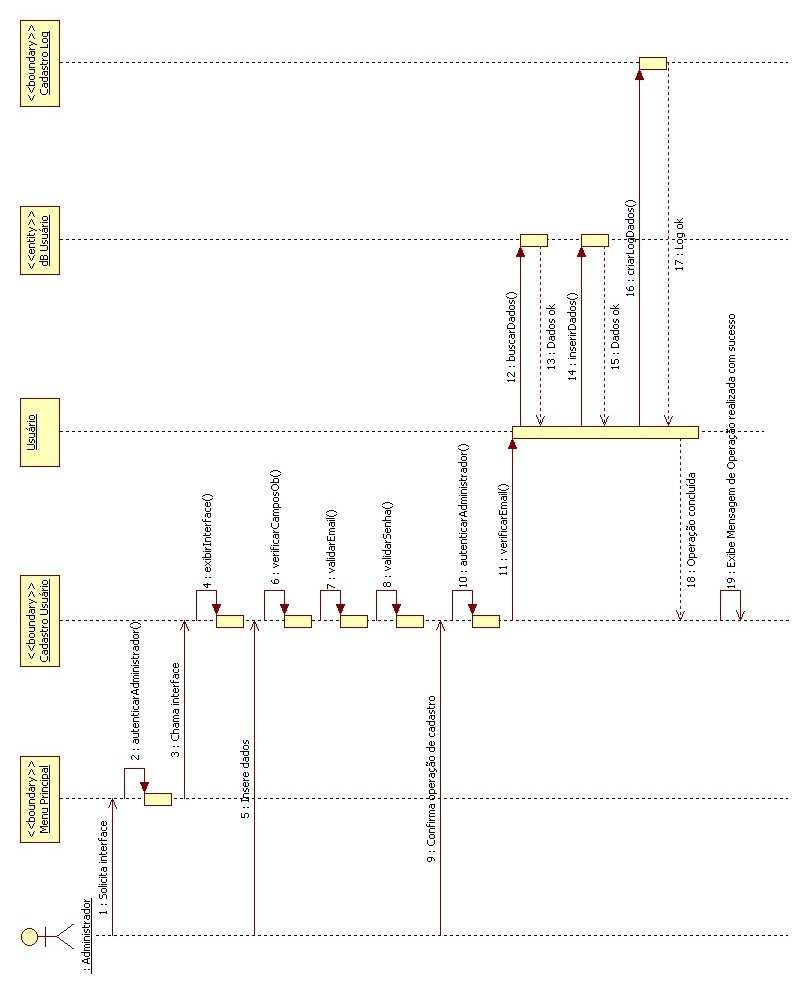 : Administrador
<<boundary>>
Menu Principal
<<boundary>>
Cadastro Usuário
Usuário
<<entity>>
dB Usuário
<<boundary>>
Cadastro Log
1 : Solicita interface
2 : autenticarAdministrador()
3 : Chama interface
4 : exibirInterface()
5 : Insere dados
6 : verificarCamposOb()
7 : validarEmail()
8 : validarSenha()
9 : Confirma operação de cadastro
10 : autenticarAdministrador()
11 : verificarEmail()
12 : buscarDados()
13 : Dados ok
14 : inserirDados()
15 : Dados ok
16 : criarLogDados()
17 : Log ok
18 : Operação concluída
19 : Exibe Mensagem de Operação realizada com sucesso